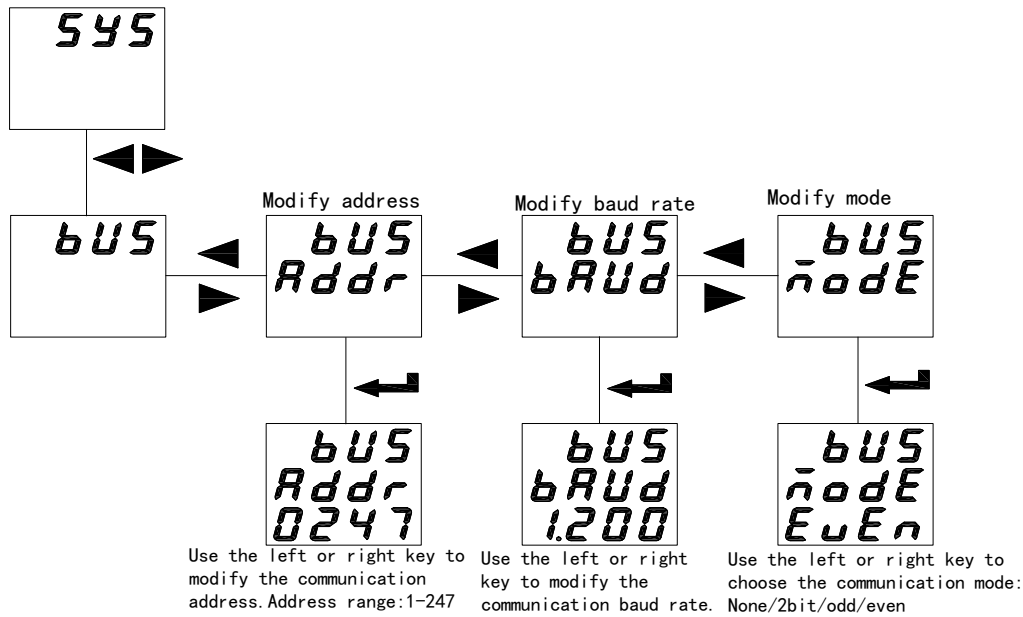 SYS
Modify address
Modify baud rate
Modify mode
bUS
bUS
Addr
bUS
bAUd
bUS
n̄odE
bUS
Addr
0247
bUS
bAUd
1.200
bUS
n̄odE
EuEn
Use the left or right key to
modify the communication
address.Address range:1-247
Use the left or right
key to modify the
communication baud rate.
Use the left or right key to
choose the communication mode:
None/2bit/odd/even